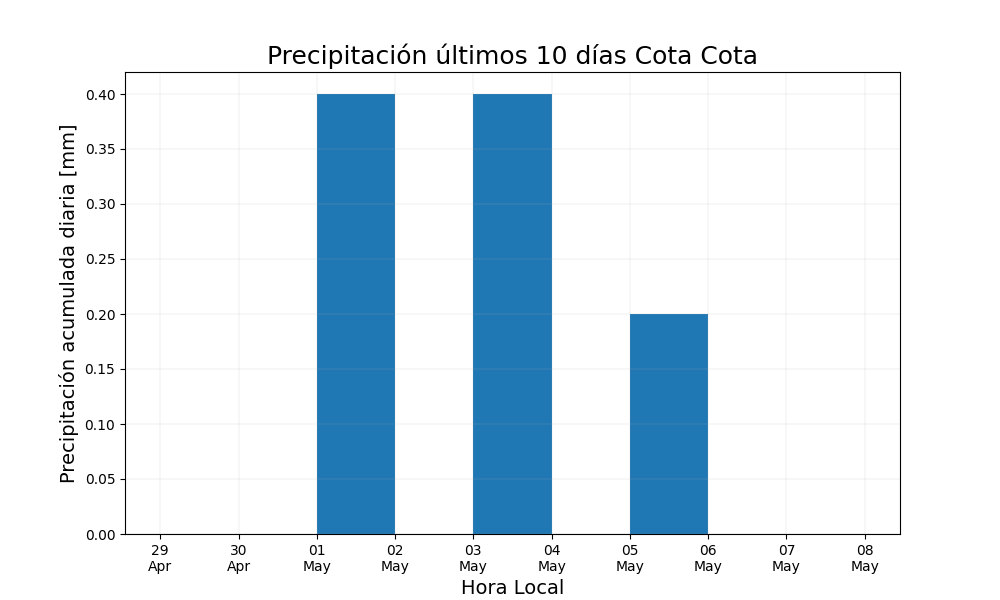 Precipitación últimos 10 días Cota Cota
Precipitación acumulada diaria [mm]
0.40
0.35
0.30
0.25
0.20
0.15
0.10
0.05
0.00
29 30 01 02 03 04 05 06 07 08
Apr Apr May May May May May May May May
Hora Local